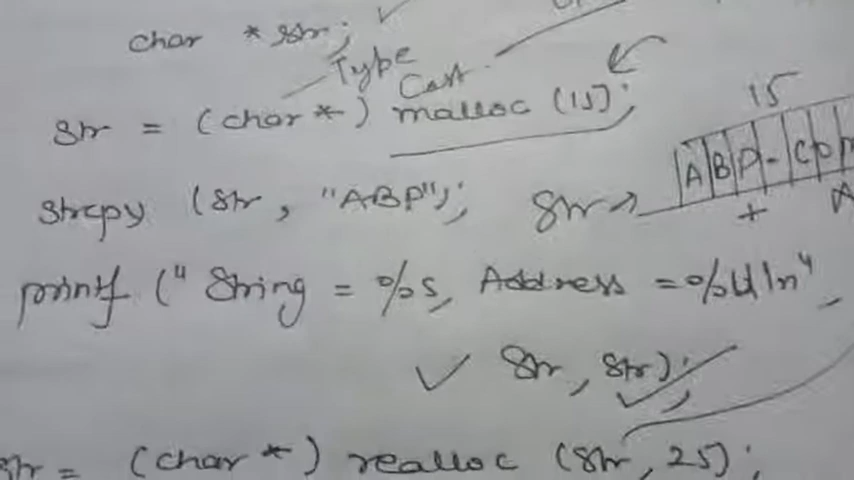 char *str;
Type
Cast
str = (char*) malloc (15);
15
A B P - C O
strcpy (str, "ABP"); str
printf (" String = %s, Address = %u\n",
str, str);
str = (char*) realloc (str, 25);